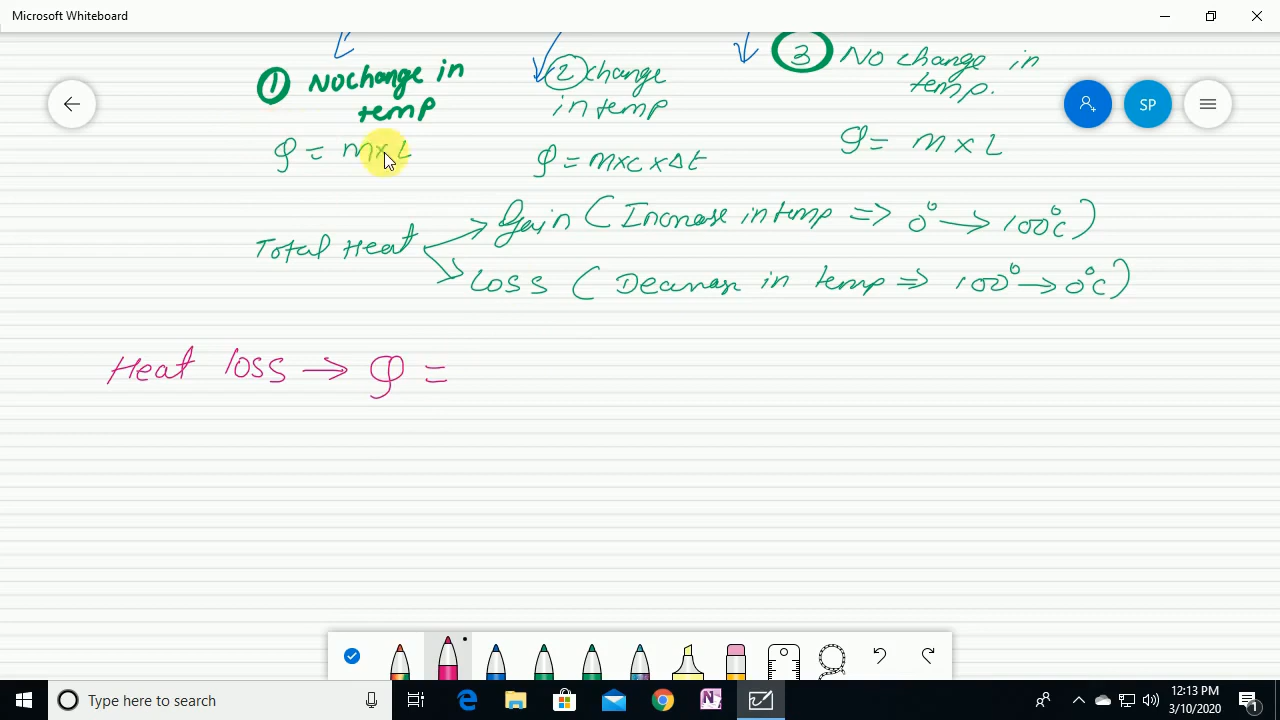 Microsoft Whiteboard
① No change in temp
② change in temp
③ No change in temp.
Q = m x L
Q = m x c x Δt
Q = m x L
Total Heat
Gain ( Increase in temp => 0° → 100°C )
Loss ( Decrease in temp => 100° → 0°C )
Heat loss → Q =
SP
Type here to search
12:13 PM
3/10/2020
1